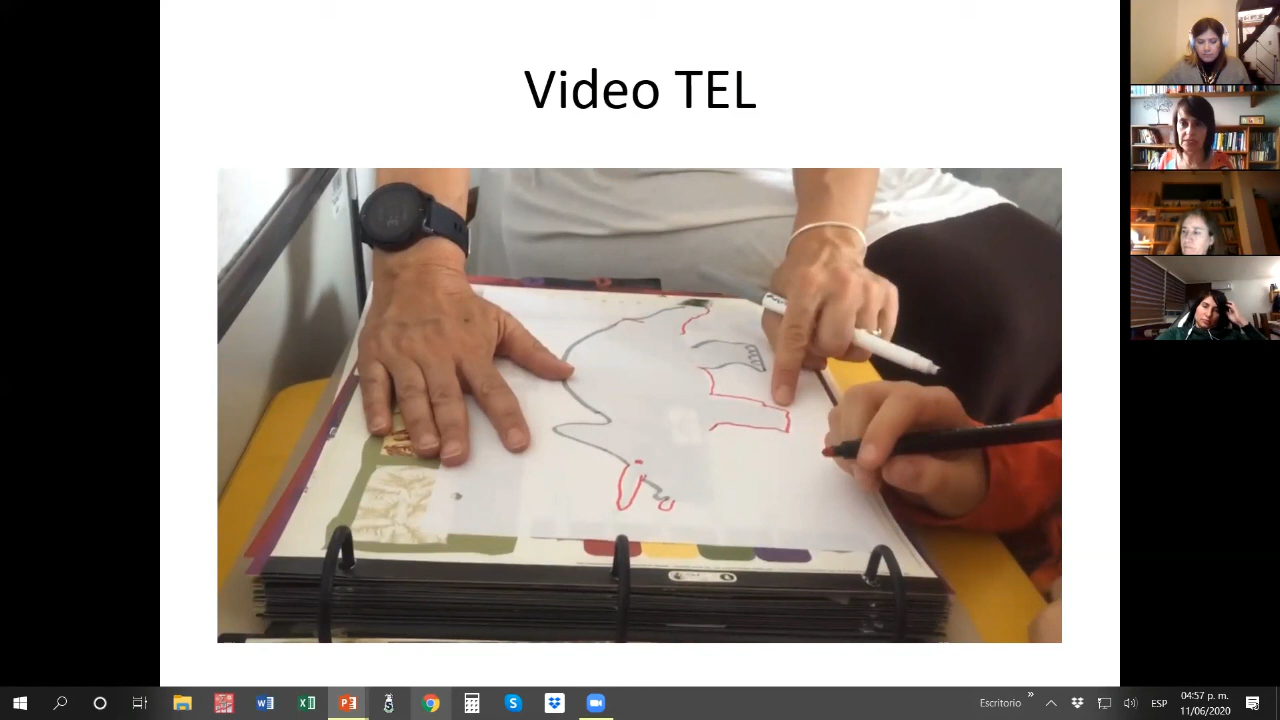 Video TEL
Escritorio
»
ESP
04:57 p. m.
11/06/2020